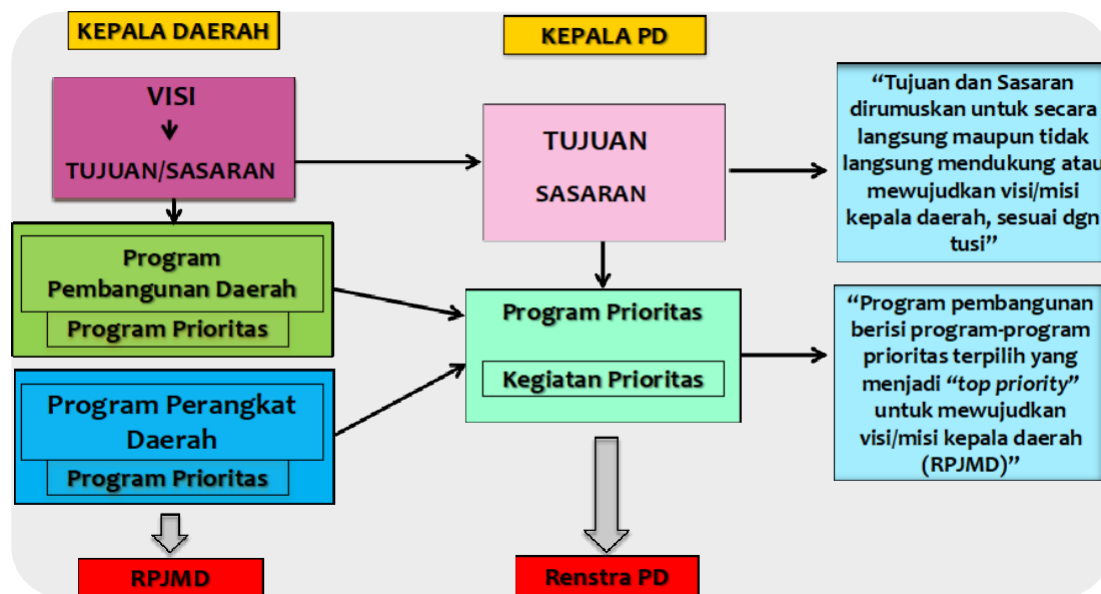 KEPALA DAERAH
VISI
TUJUAN/SASARAN
Program
Pembangunan Daerah
Program Prioritas
Program Perangkat
Daerah
Program Prioritas
RPJMD
KEPALA PD
TUJUAN
SASARAN
Program Prioritas
Kegiatan Prioritas
Renstra PD
“Tujuan dan Sasaran
dirumuskan untuk secara
langsung maupun tidak
langsung mendukung atau
mewujudkan visi/misi
kepala daerah, sesuai dgn
tusi”
“Program pembangunan
berisi program-program
prioritas terpilih yang
menjadi “top priority”
untuk mewujudkan
visi/misi kepala daerah
(RPJMD)”